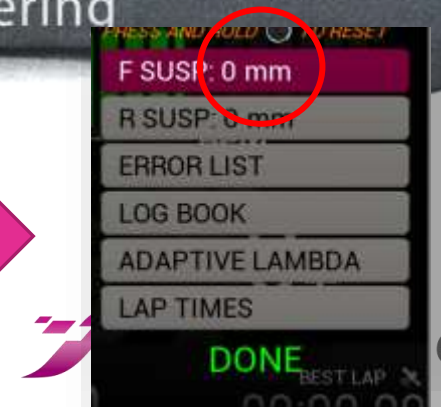 ering
PRESS AND HOLD TO RESET
F SUSP: 0 mm
R SUSP: 0 mm
ERROR LIST
LOG BOOK
ADAPTIVE LAMBDA
LAP TIMES
DONE
BEST LAP